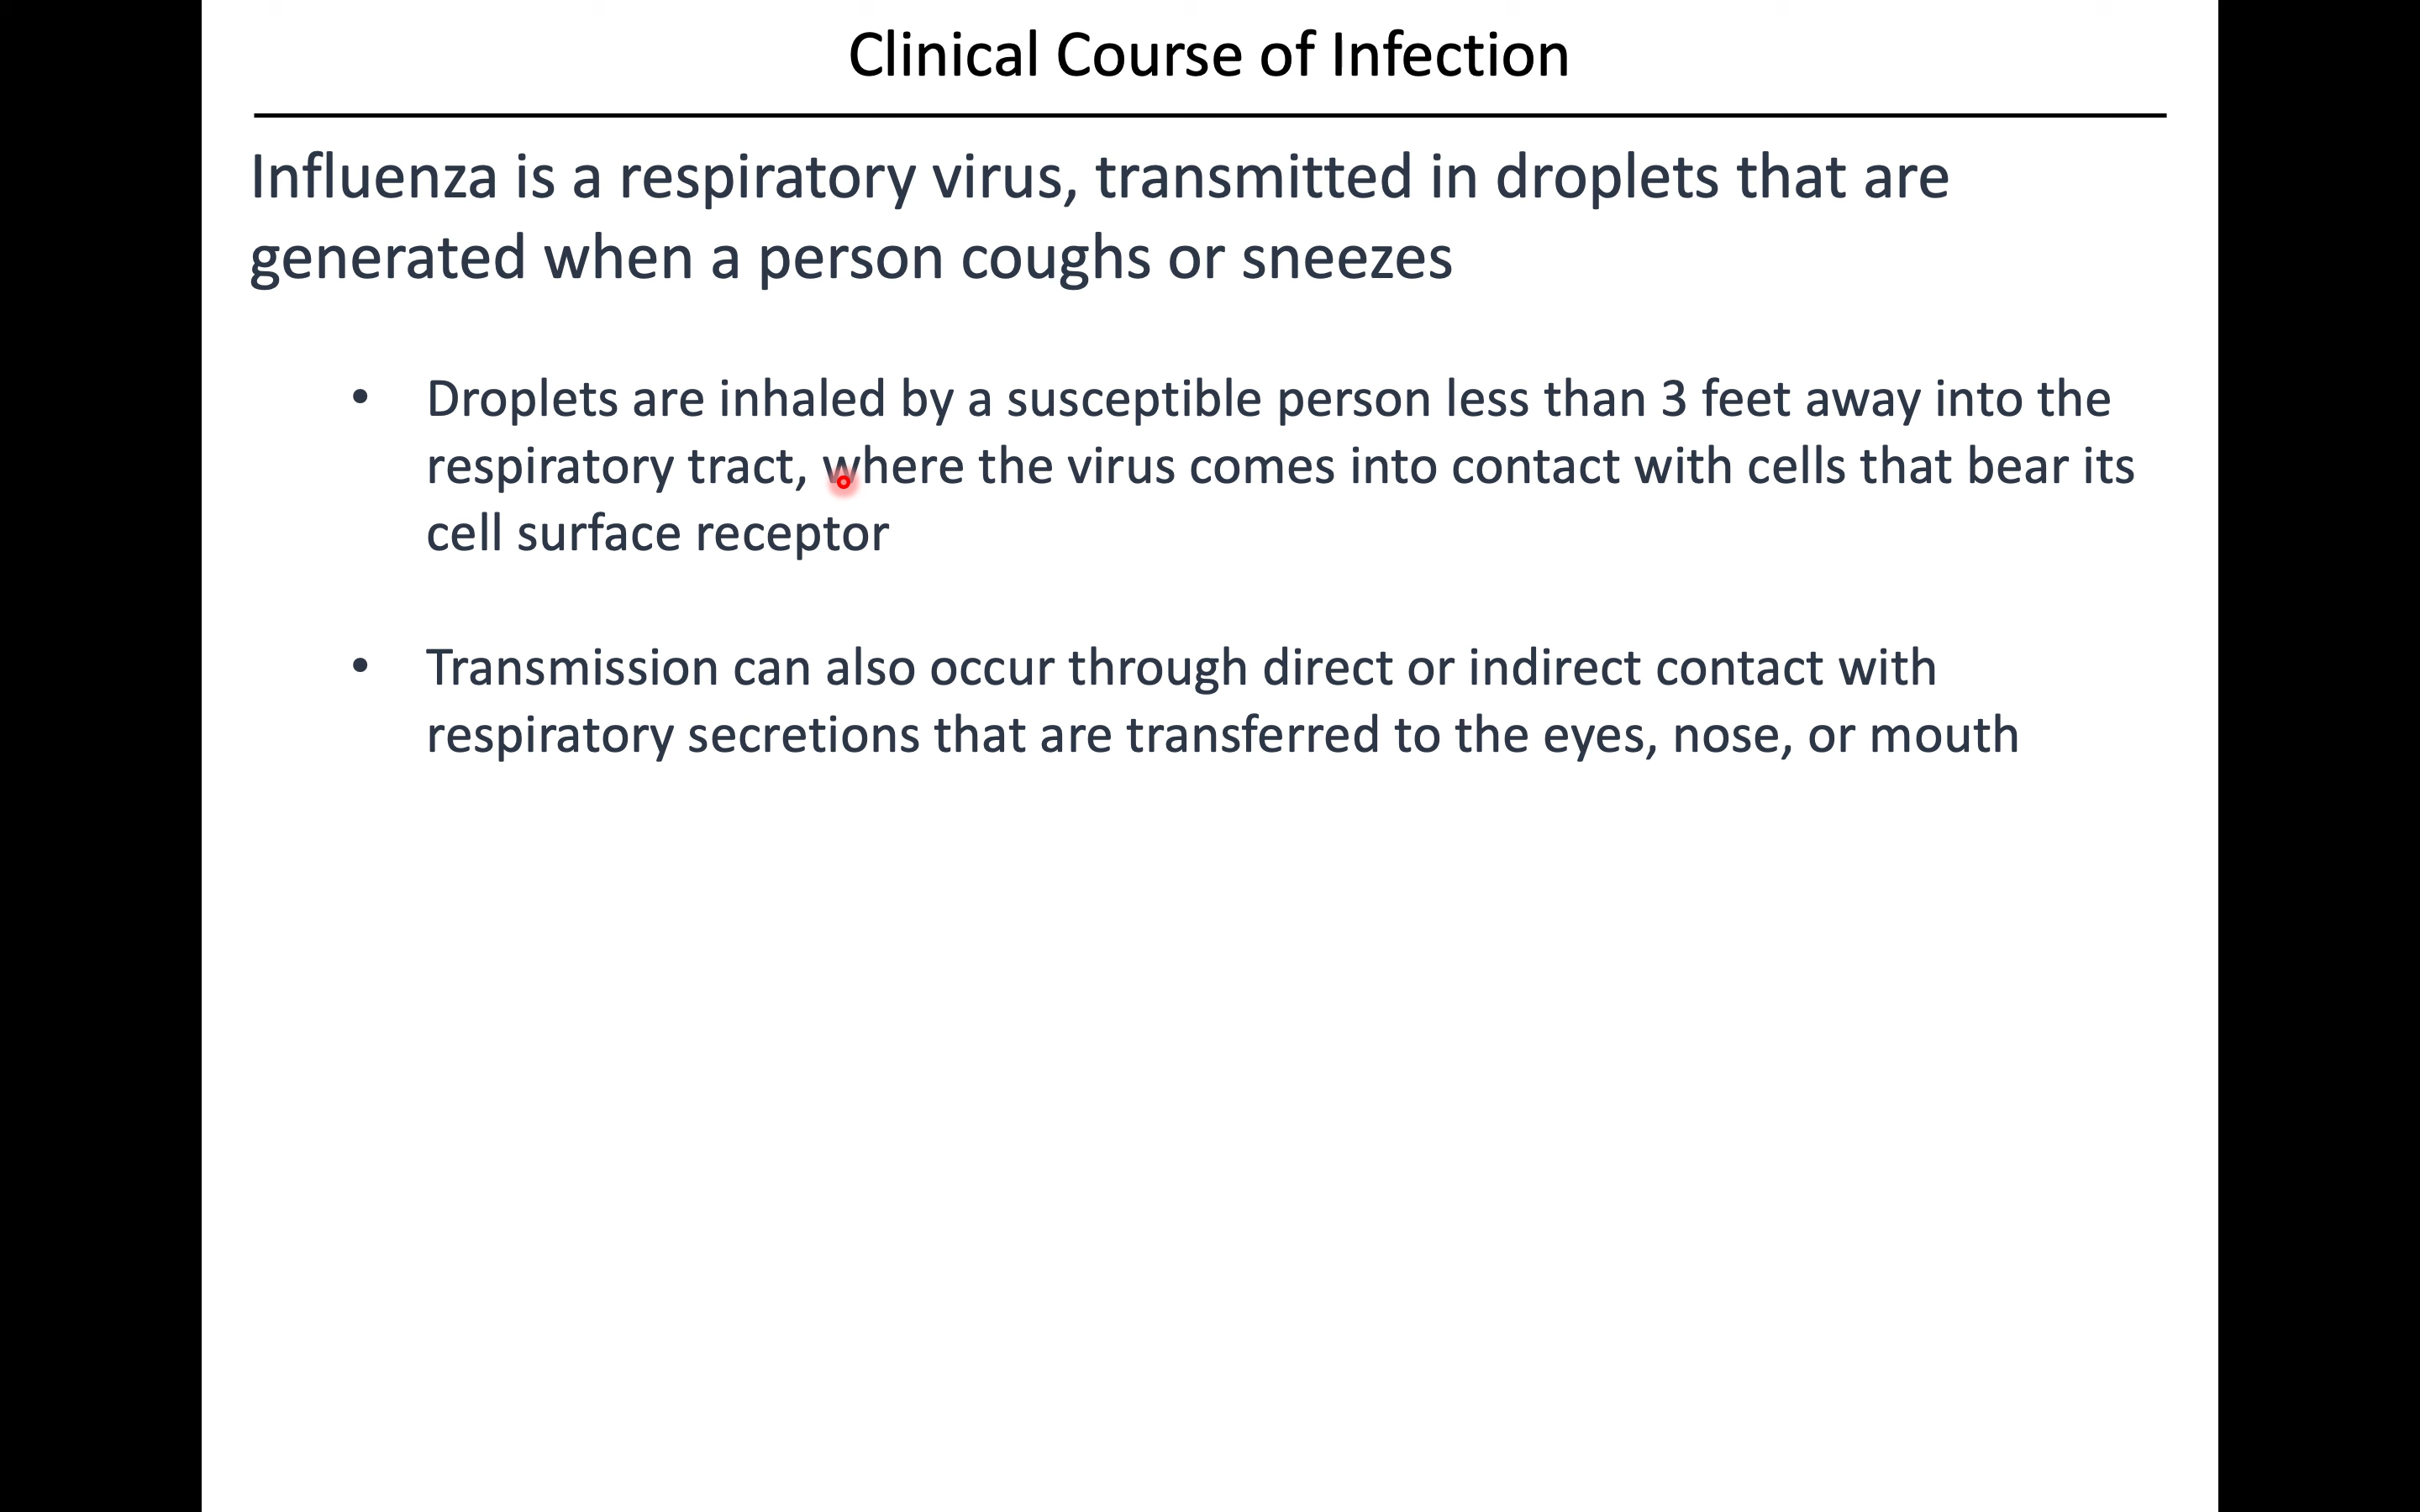 Clinical Course of Infection
Influenza is a respiratory virus, transmitted in droplets that are
generated when a person coughs or sneezes
• Droplets are inhaled by a susceptible person less than 3 feet away into the
respiratory tract, where the virus comes into contact with cells that bear its
cell surface receptor
• Transmission can also occur through direct or indirect contact with
respiratory secretions that are transferred to the eyes, nose, or mouth